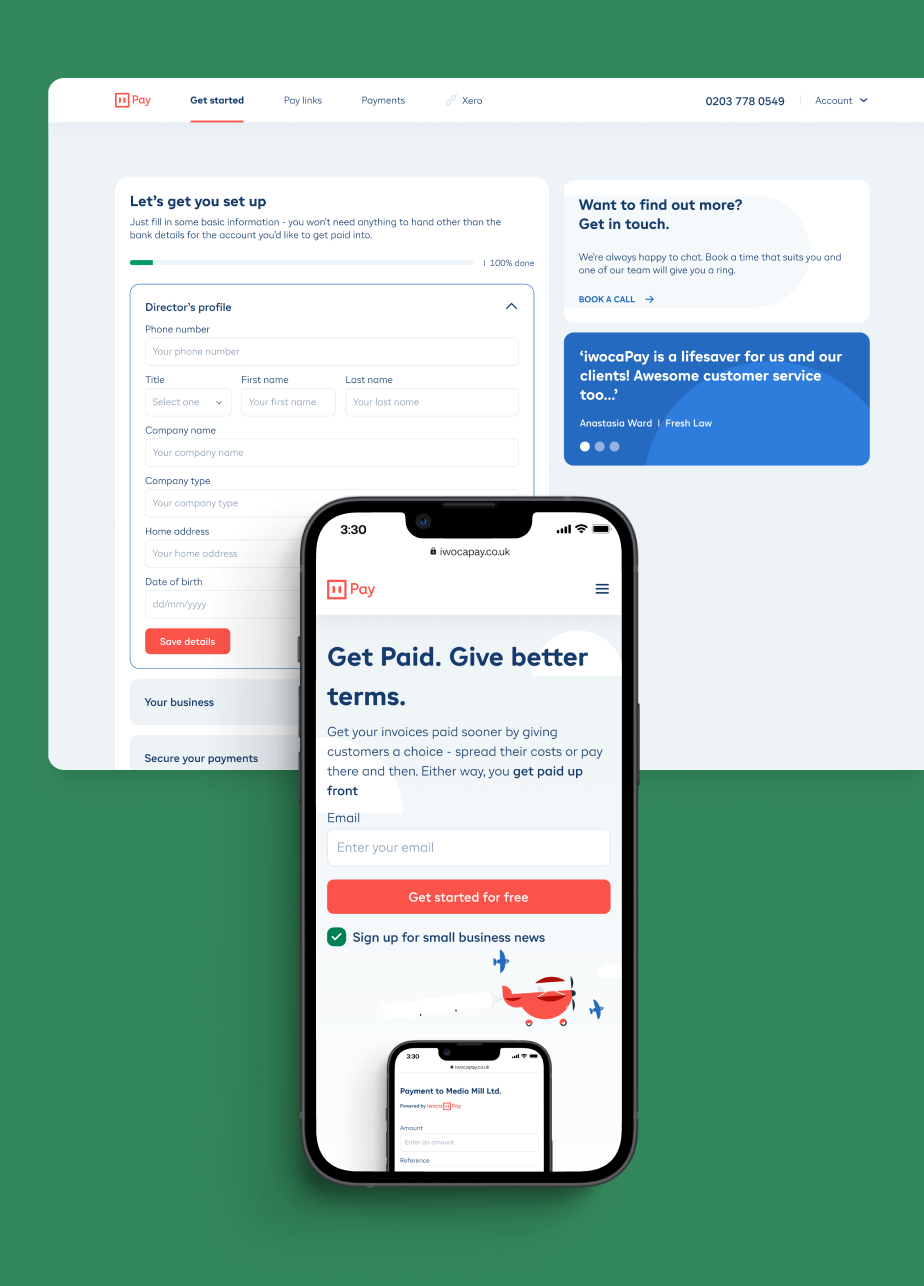 Pay
Get started
Pay links
Payments
Xero
0203 778 0549
Account
Let's get you set up
Just fill in some basic information - you won't need anything to hand other than the
bank details for the account you'd like to get paid into.
| 100% done
Director's profile
Phone number
Your phone number
Title
First name
Last name
Select one
Your first name
Your last name
Company name
Your company name
Company type
Your company type
Home address
Your home address
Date of birth
dd/mm/yyyy
Save details
Your business
Secure your payments
Want to find out more?
Get in touch.
We're always happy to chat. Book a time that suits you and
one of our team will give you a ring.
BOOK A CALL
‘iwocaPay is a lifesaver for us and our
clients! Awesome customer service
too...’
Anastasia Ward | Fresh Law
3:30
iwocapay.co.uk
Pay
Get Paid. Give better
terms.
Get your invoices paid sooner by giving
customers a choice - spread their costs or pay
there and then. Either way, you get paid up
front
Email
Enter your email
Get started for free
Sign up for small business news
3:30
iwocapay.co.uk
Payment to Media Mill Ltd.
Powered by iwoca Pay
Amount
Enter an amount
Reference